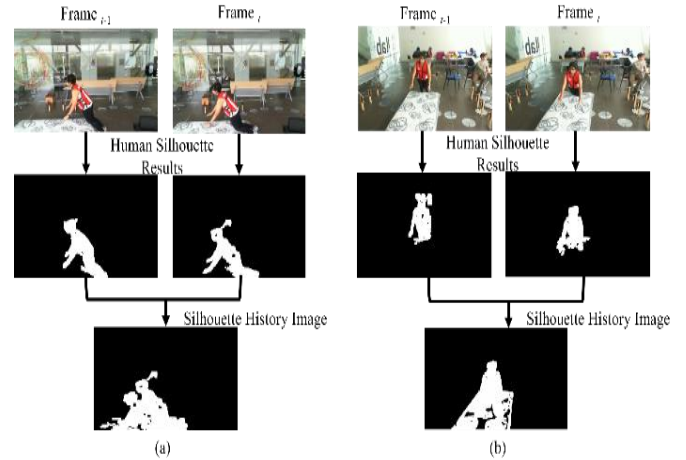 Frame t-1
Frame t
Frame t-1
Frame t
Human Silhouette
Results
Human Silhouette
Results
Silhouette History Image
Silhouette History Image
(a)
(b)